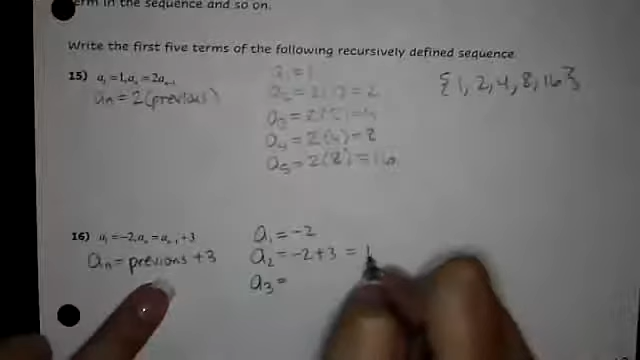 term in the sequence and so on.
Write the first five terms of the following recursively defined sequence.
15) a₁ = 1, aₙ = 2aₙ₋₁
aₙ = 2(previous)
a₁ = 1
a₂ = 2(1) = 2
a₃ = 2(2) = 4
a₄ = 2(4) = 8
a₅ = 2(8) = 16
{1, 2, 4, 8, 16}
16) a₁ = −2, aₙ = aₙ₋₁ + 3
aₙ = previous + 3
a₁ = −2
a₂ = −2 + 3 = 1
a₃ =